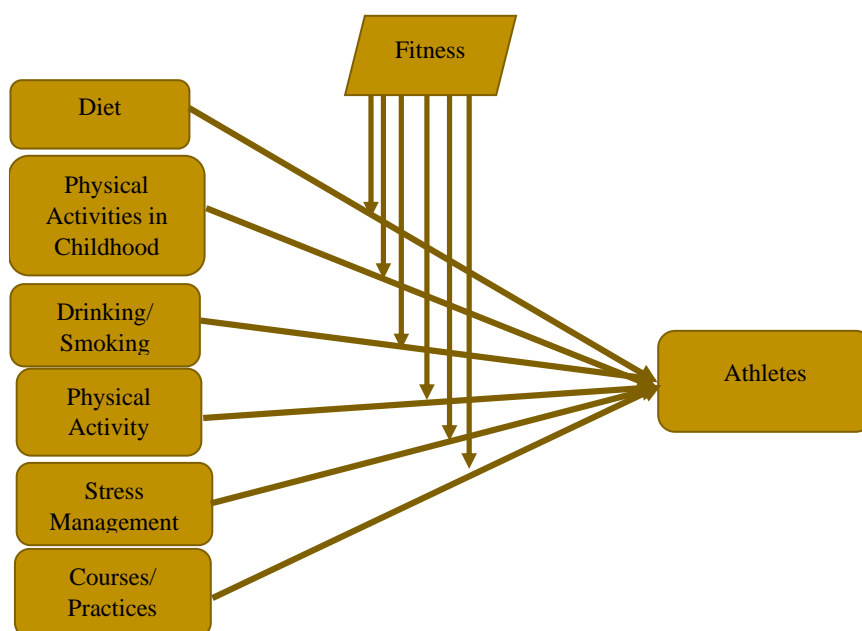 Fitness
Diet
Physical
Activities in
Childhood
Drinking/
Smoking
Physical
Activity
Athletes
Stress
Management
Courses/
Practices